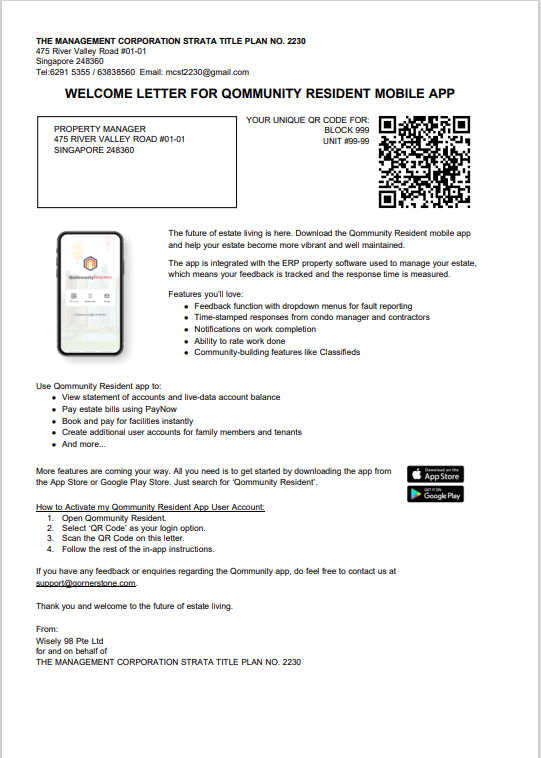 THE MANAGEMENT CORPORATION STRATA TITLE PLAN NO. 2230
475 River Valley Road #01-01
Singapore 248360
Tel:6291 5355 / 63838560  Email: mcst2230@gmail.com
WELCOME LETTER FOR QOMMUNITY RESIDENT MOBILE APP
PROPERTY MANAGER
475 RIVER VALLEY ROAD #01-01
SINGAPORE 248360
YOUR UNIQUE QR CODE FOR:
BLOCK 999
UNIT #99-99
QommunityResident
The future of estate living is here. Download the Qommunity Resident mobile app
and help your estate become more vibrant and well maintained.
The app is integrated with the ERP property software used to manage your estate,
which means your feedback is tracked and the response time is measured.
Features you'll love:
● Feedback function with dropdown menus for fault reporting
● Time-stamped responses from condo manager and contractors
● Notifications on work completion
● Ability to rate work done
● Community-building features like Classifieds
Use Qommunity Resident app to:
● View statement of accounts and live-data account balance
● Pay estate bills using PayNow
● Book and pay for facilities instantly
● Create additional user accounts for family members and tenants
● And more...
More features are coming your way. All you need is to get started by downloading the app from
the App Store or Google Play Store. Just search for ‘Qommunity Resident’.
Download on the
App Store
GET IT ON
Google Play
How to Activate my Qommunity Resident App User Account:
1. Open Qommunity Resident.
2. Select ‘QR Code’ as your login option.
3. Scan the QR Code on this letter.
4. Follow the rest of the in-app instructions.
If you have any feedback or enquiries regarding the Qommunity app, do feel free to contact us at
support@qornerstone.com.
Thank you and welcome to the future of estate living.
From:
Wisely 98 Pte Ltd
for and on behalf of
THE MANAGEMENT CORPORATION STRATA TITLE PLAN NO. 2230